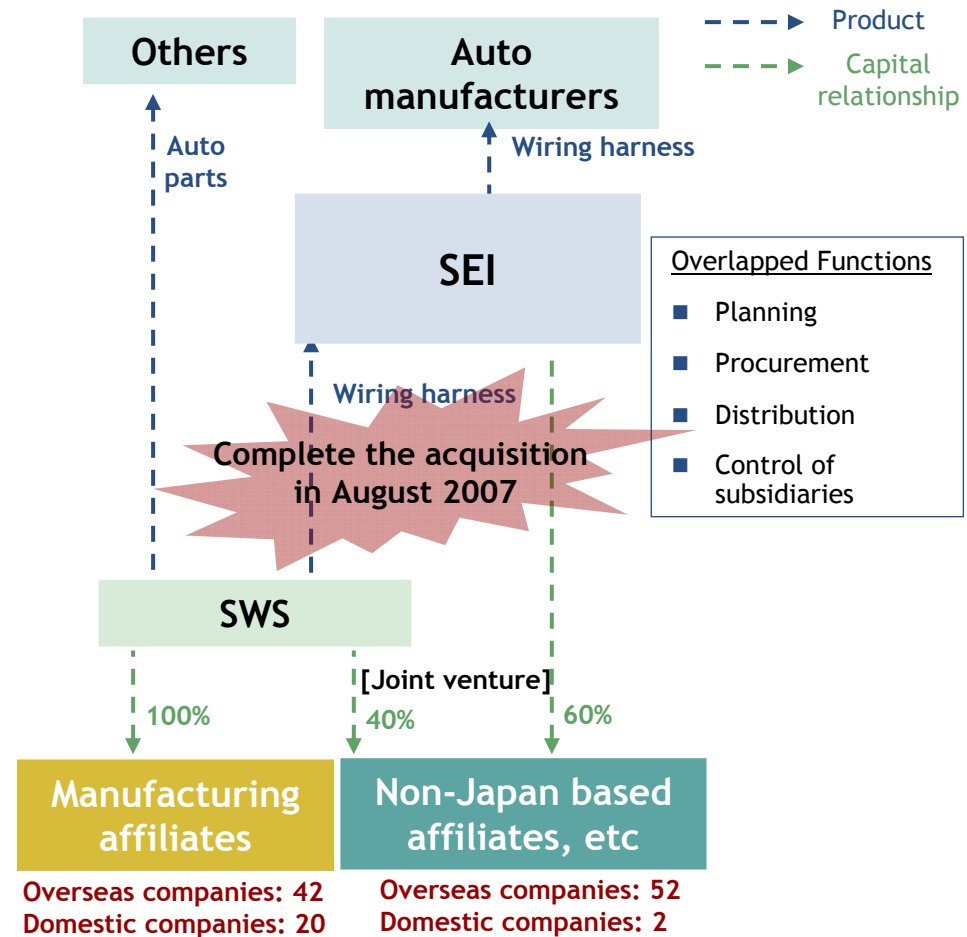 Others
Auto
manufacturers
Product
Capital
relationship
Auto
parts
Wiring harness
SEI
Overlapped Functions
Planning
Procurement
Distribution
Control of
subsidiaries
Wiring harness
Complete the acquisition
in August 2007
SWS
[Joint venture]
100%
40%
60%
Manufacturing
affiliates
Non-Japan based
affiliates, etc
Overseas companies: 42
Domestic companies: 20
Overseas companies: 52
Domestic companies: 2